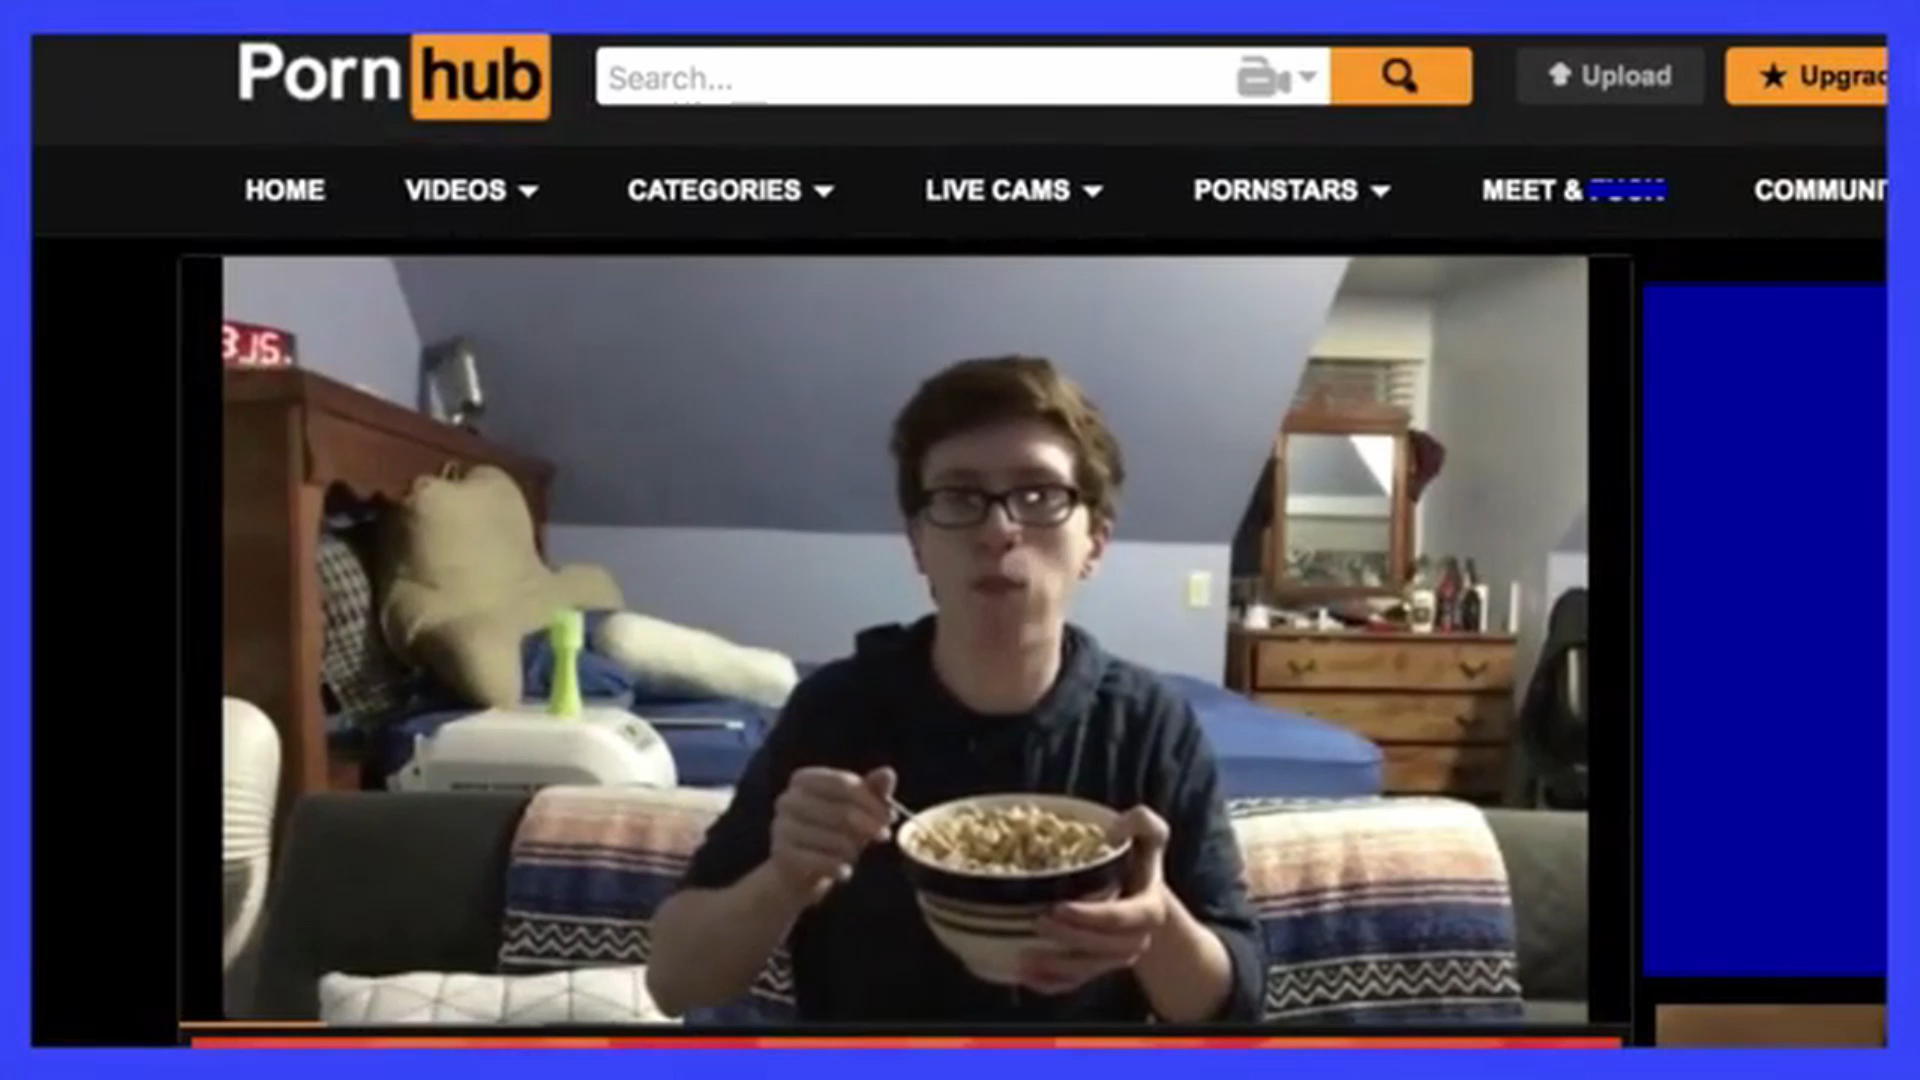 Porn hub Search... Upload Upgrad
HOME VIDEOS CATEGORIES LIVE CAMS PORNSTARS MEET & COMMUNI